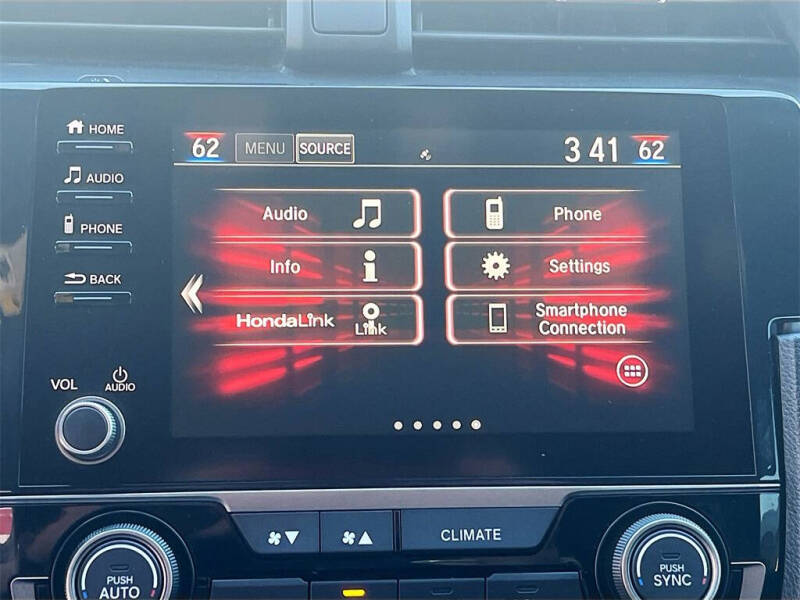 HOME
AUDIO
PHONE
BACK
VOL
AUDIO
62 MENU SOURCE 3 41 62
Audio
Phone
Info
Settings
HondaLink
Link
Smartphone
Connection
CLIMATE
PUSH
AUTO
PUSH
SYNC